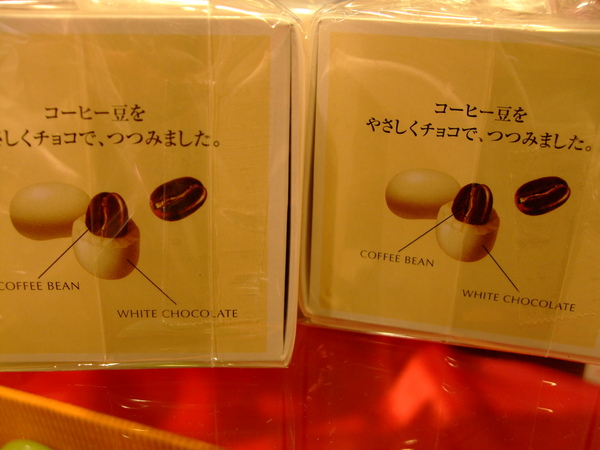 コーヒー豆を
さしくチョコで、つつみました。
COFFEE BEAN
WHITE CHOCOLATE
コーヒー豆を
やさしくチョコで、つつみました。
COFFEE BEAN
WHITE CHOCOLATE